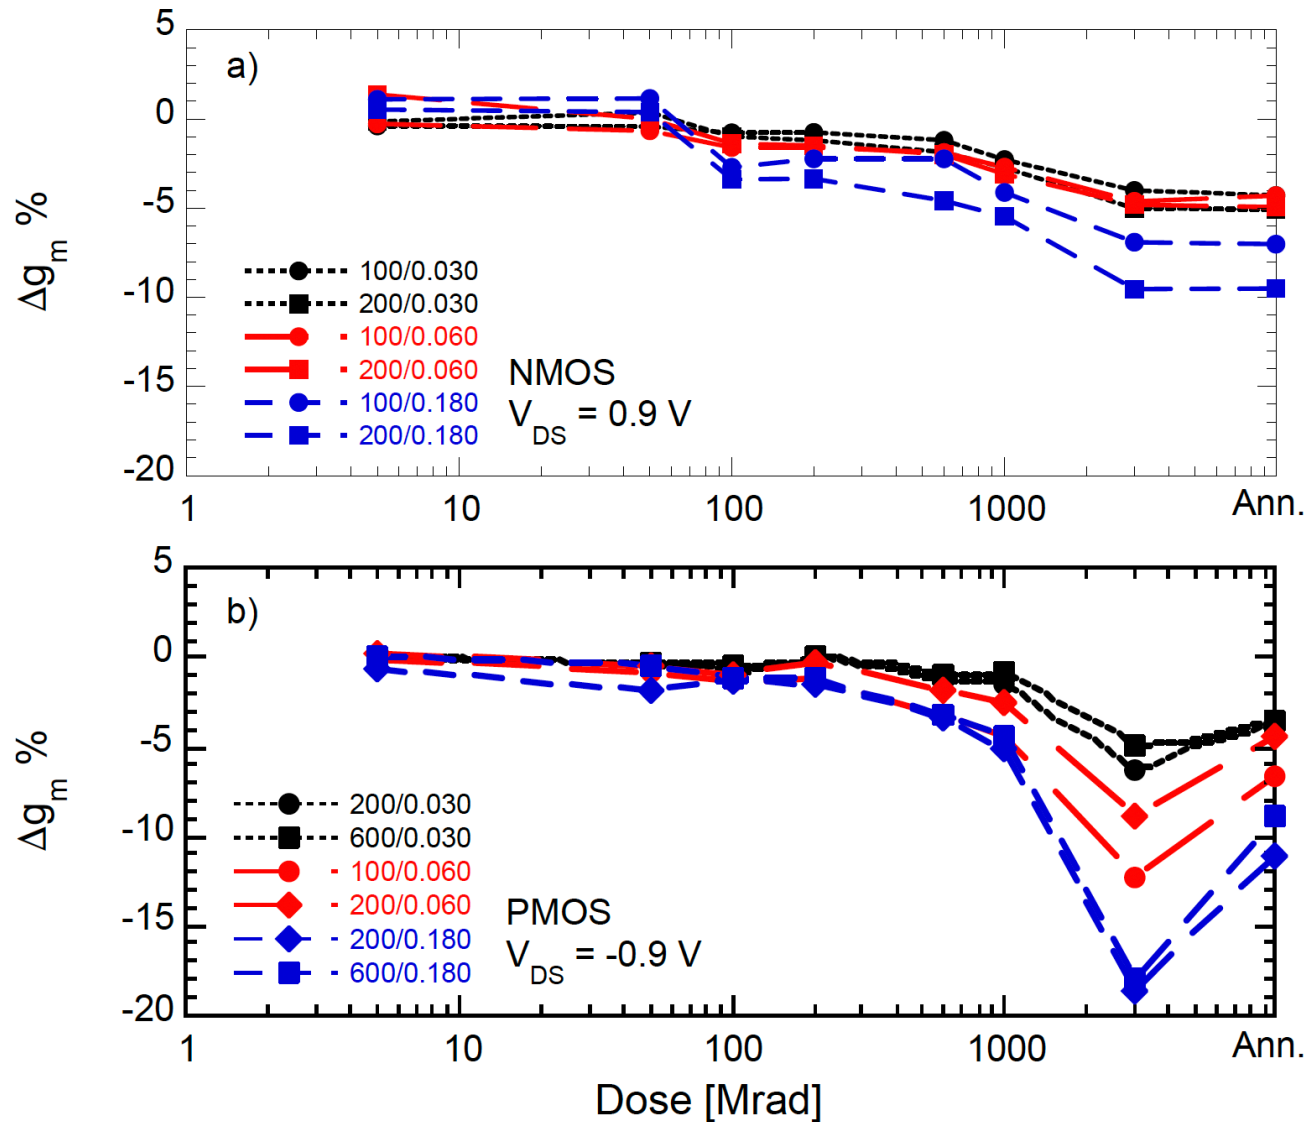 a)
5
0
-5
-10
-15
-20
Δg_m %
100/0.030
200/0.030
100/0.060
200/0.060
100/0.180
200/0.180
NMOS
V_DS = 0.9 V
1 10 100 1000 Ann.
b)
5
0
-5
-10
-15
-20
Δg_m %
200/0.030
600/0.030
100/0.060
200/0.060
200/0.180
600/0.180
PMOS
V_DS = -0.9 V
1 10 100 1000 Ann.
Dose [Mrad]